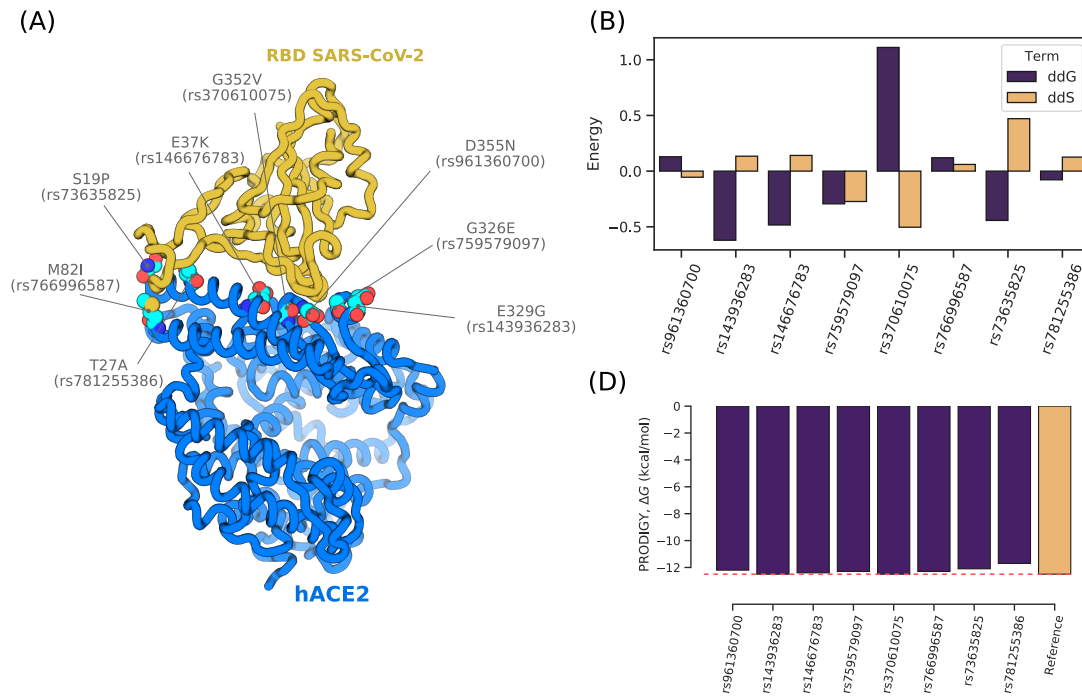 (A)
RBD SARS-CoV-2
G352V
(rs370610075)
E37K
(rs146676783)
D355N
(rs961360700)
S19P
(rs73635825)
G326E
(rs759579097)
M82I
(rs766996587)
E329G
(rs143936283)
T27A
(rs781255386)
hACE2
(B)
Energy
1.0
0.5
0.0
−0.5
Term
ddG
ddS
rs961360700
rs143936283
rs146676783
rs759579097
rs370610075
rs766996587
rs73635825
rs781255386
(D)
PRODIGY, ΔG (kcal/mol)
0
−2
−4
−6
−8
−10
−12
rs961360700
rs143936283
rs146676783
rs759579097
rs370610075
rs766996587
rs73635825
rs781255386
Reference